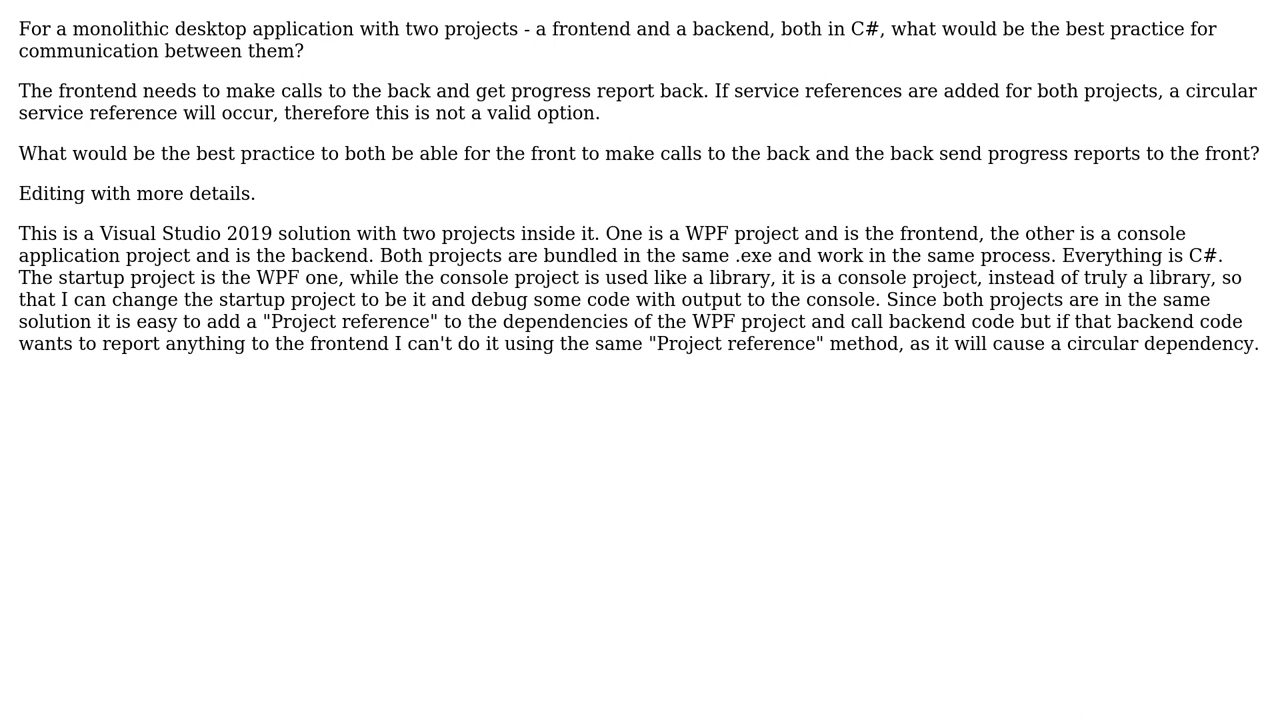 For a monolithic desktop application with two projects - a frontend and a backend, both in C#, what would be the best practice for
communication between them?
The frontend needs to make calls to the back and get progress report back. If service references are added for both projects, a circular
service reference will occur, therefore this is not a valid option.
What would be the best practice to both be able for the front to make calls to the back and the back send progress reports to the front?
Editing with more details.
This is a Visual Studio 2019 solution with two projects inside it. One is a WPF project and is the frontend, the other is a console
application project and is the backend. Both projects are bundled in the same .exe and work in the same process. Everything is C#.
The startup project is the WPF one, while the console project is used like a library, it is a console project, instead of truly a library, so
that I can change the startup project to be it and debug some code with output to the console. Since both projects are in the same
solution it is easy to add a "Project reference" to the dependencies of the WPF project and call backend code but if that backend code
wants to report anything to the frontend I can't do it using the same "Project reference" method, as it will cause a circular dependency.